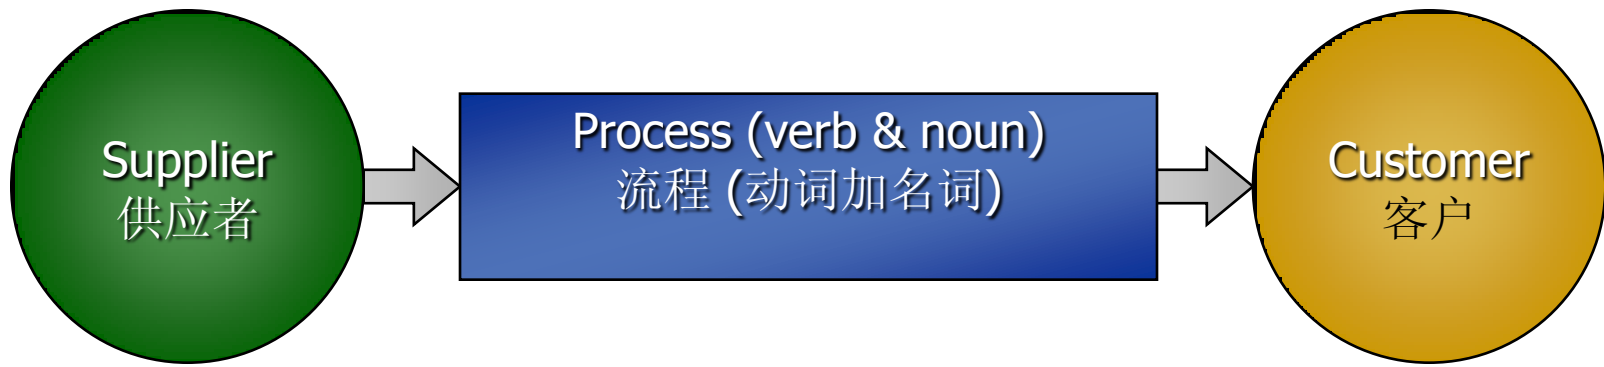 Supplier
供应者
Process (verb & noun)
流程 (动词加名词)
Customer
客户